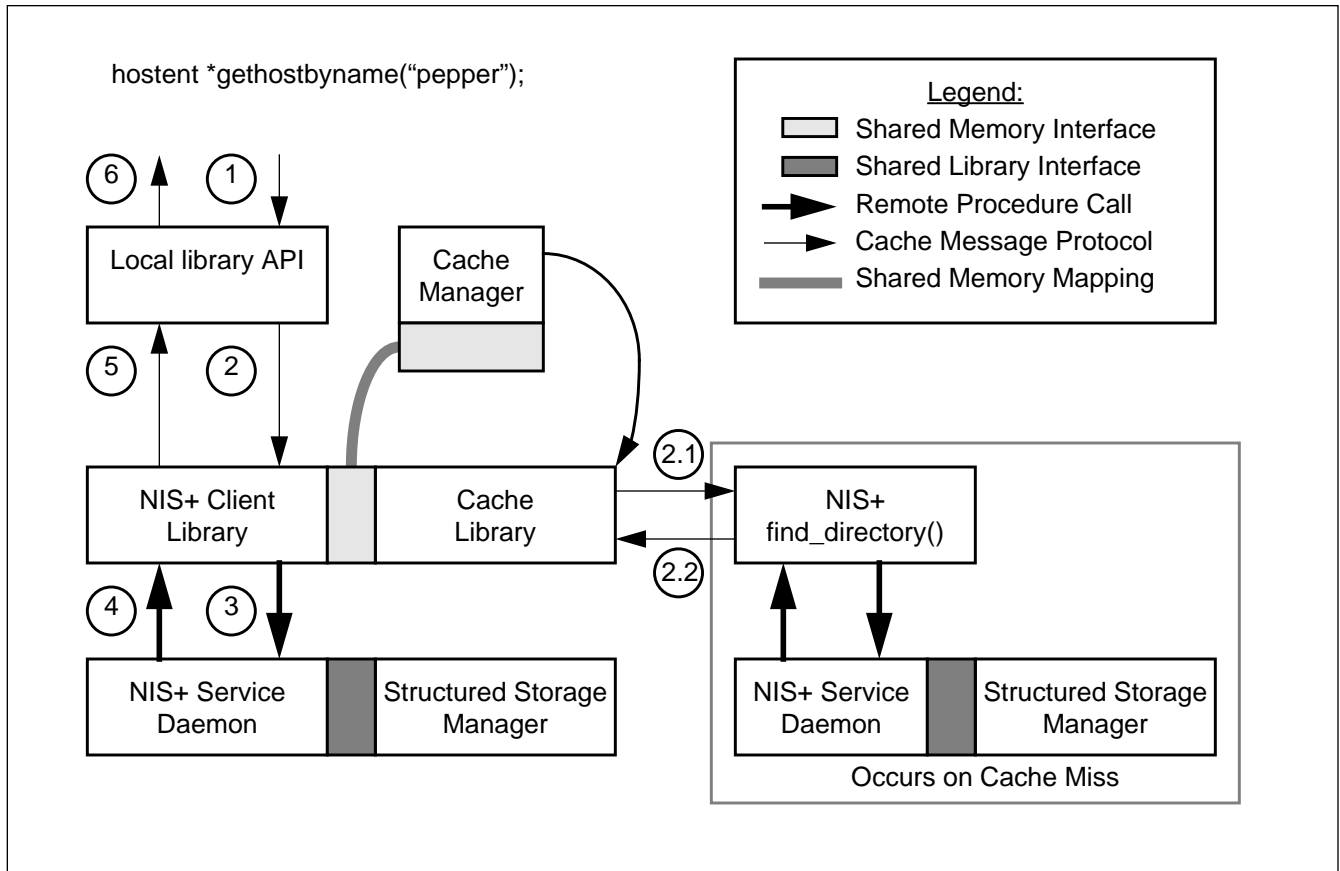 hostent *gethostbyname(“pepper”);
Legend:
Shared Memory Interface
Shared Library Interface
Remote Procedure Call
Cache Message Protocol
Shared Memory Mapping
6
1
Local library API
Cache
Manager
5
2
NIS+ Client
Library
Cache
Library
2.1
2.2
NIS+
find_directory()
4
3
NIS+ Service
Daemon
Structured Storage
Manager
NIS+ Service
Daemon
Structured Storage
Manager
Occurs on Cache Miss